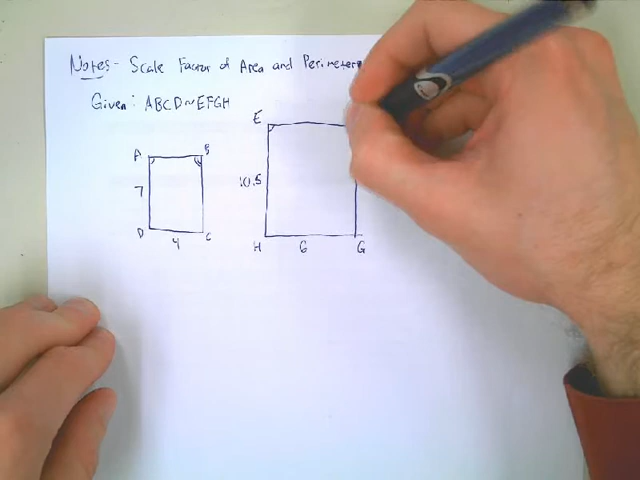 Notes - Scale Factor of Area and Perimeter
Given: ABCD~EFGH
E
A B
7 10.5
D 4 C H 6 G